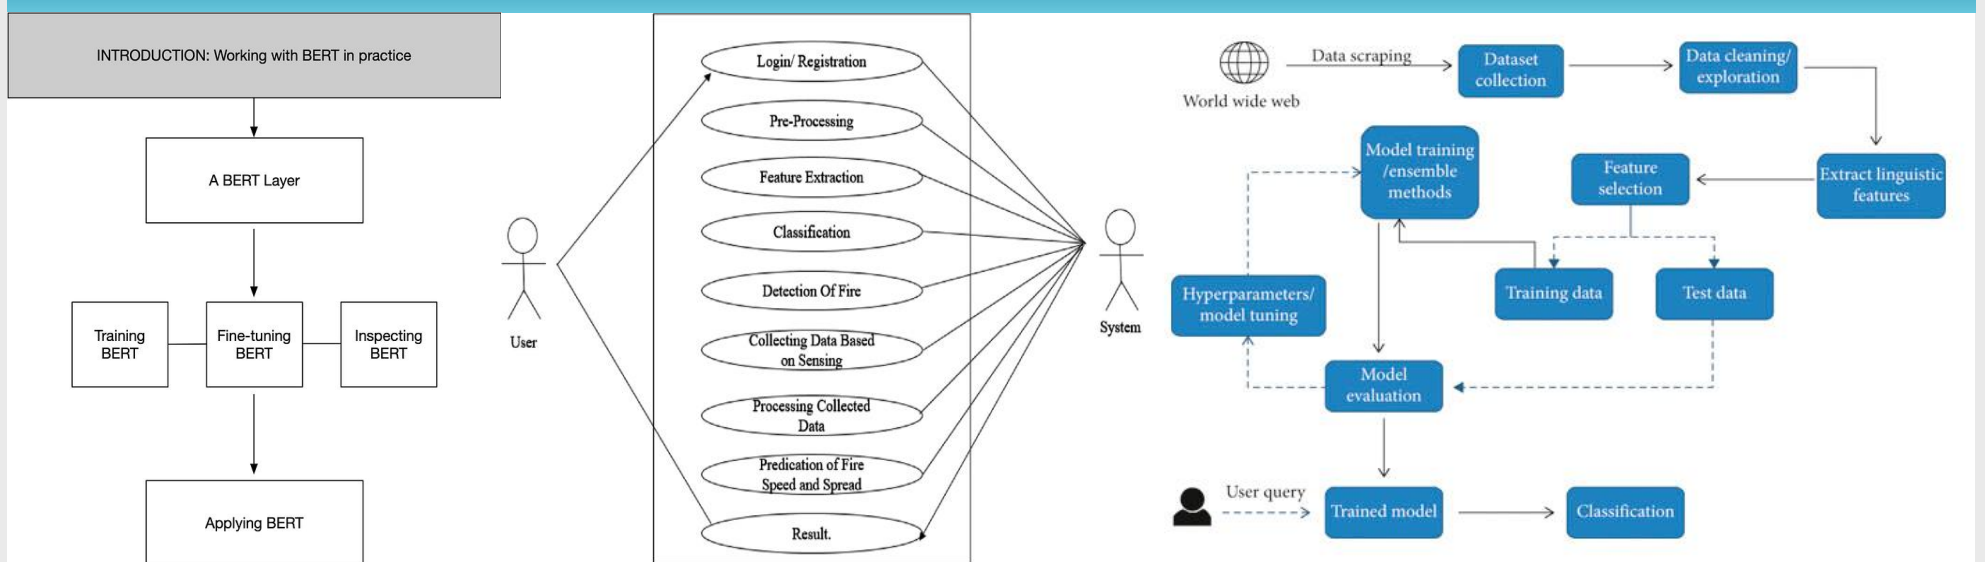 INTRODUCTION: Working with BERT in practice
A BERT Layer
Training
BERT
Fine-tuning
BERT
Inspecting
BERT
Applying BERT
User
Login/ Registration
Pre-Processing
Feature Extraction
Classification
Detection Of Fire
Collecting Data Based
on Sensing
Processing Collected
Data
Predication of Fire
Speed and Spread
Result.
System
World wide web
Data scraping
Dataset
collection
Data cleaning/
exploration
Model training
/ensemble
methods
Feature
selection
Extract linguistic
features
Hyperparameters/
model tuning
Training data
Test data
Model
evaluation
User query
Trained model
Classification